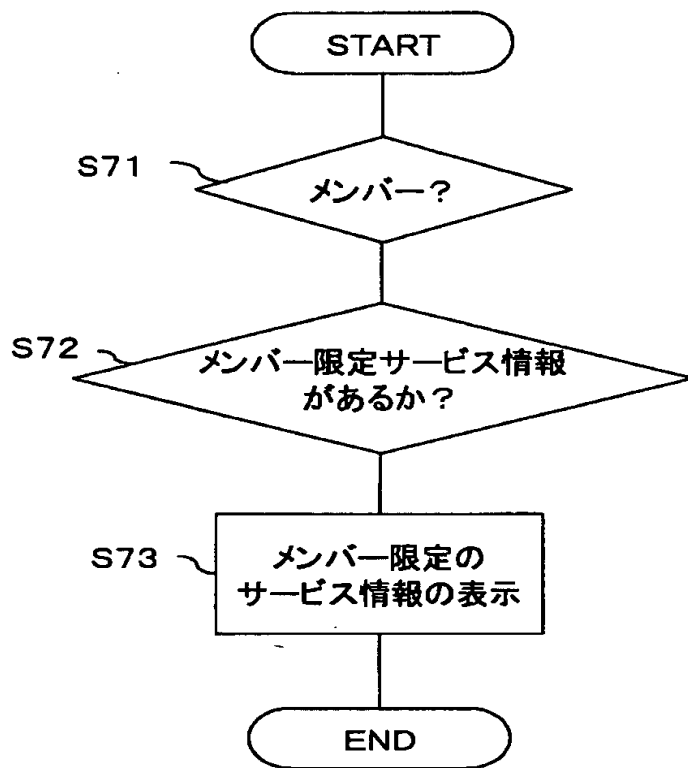 START
S71
メンバー?
S72
メンバー限定サービス情報
があるか?
S73
メンバー限定の
サービス情報の表示
END